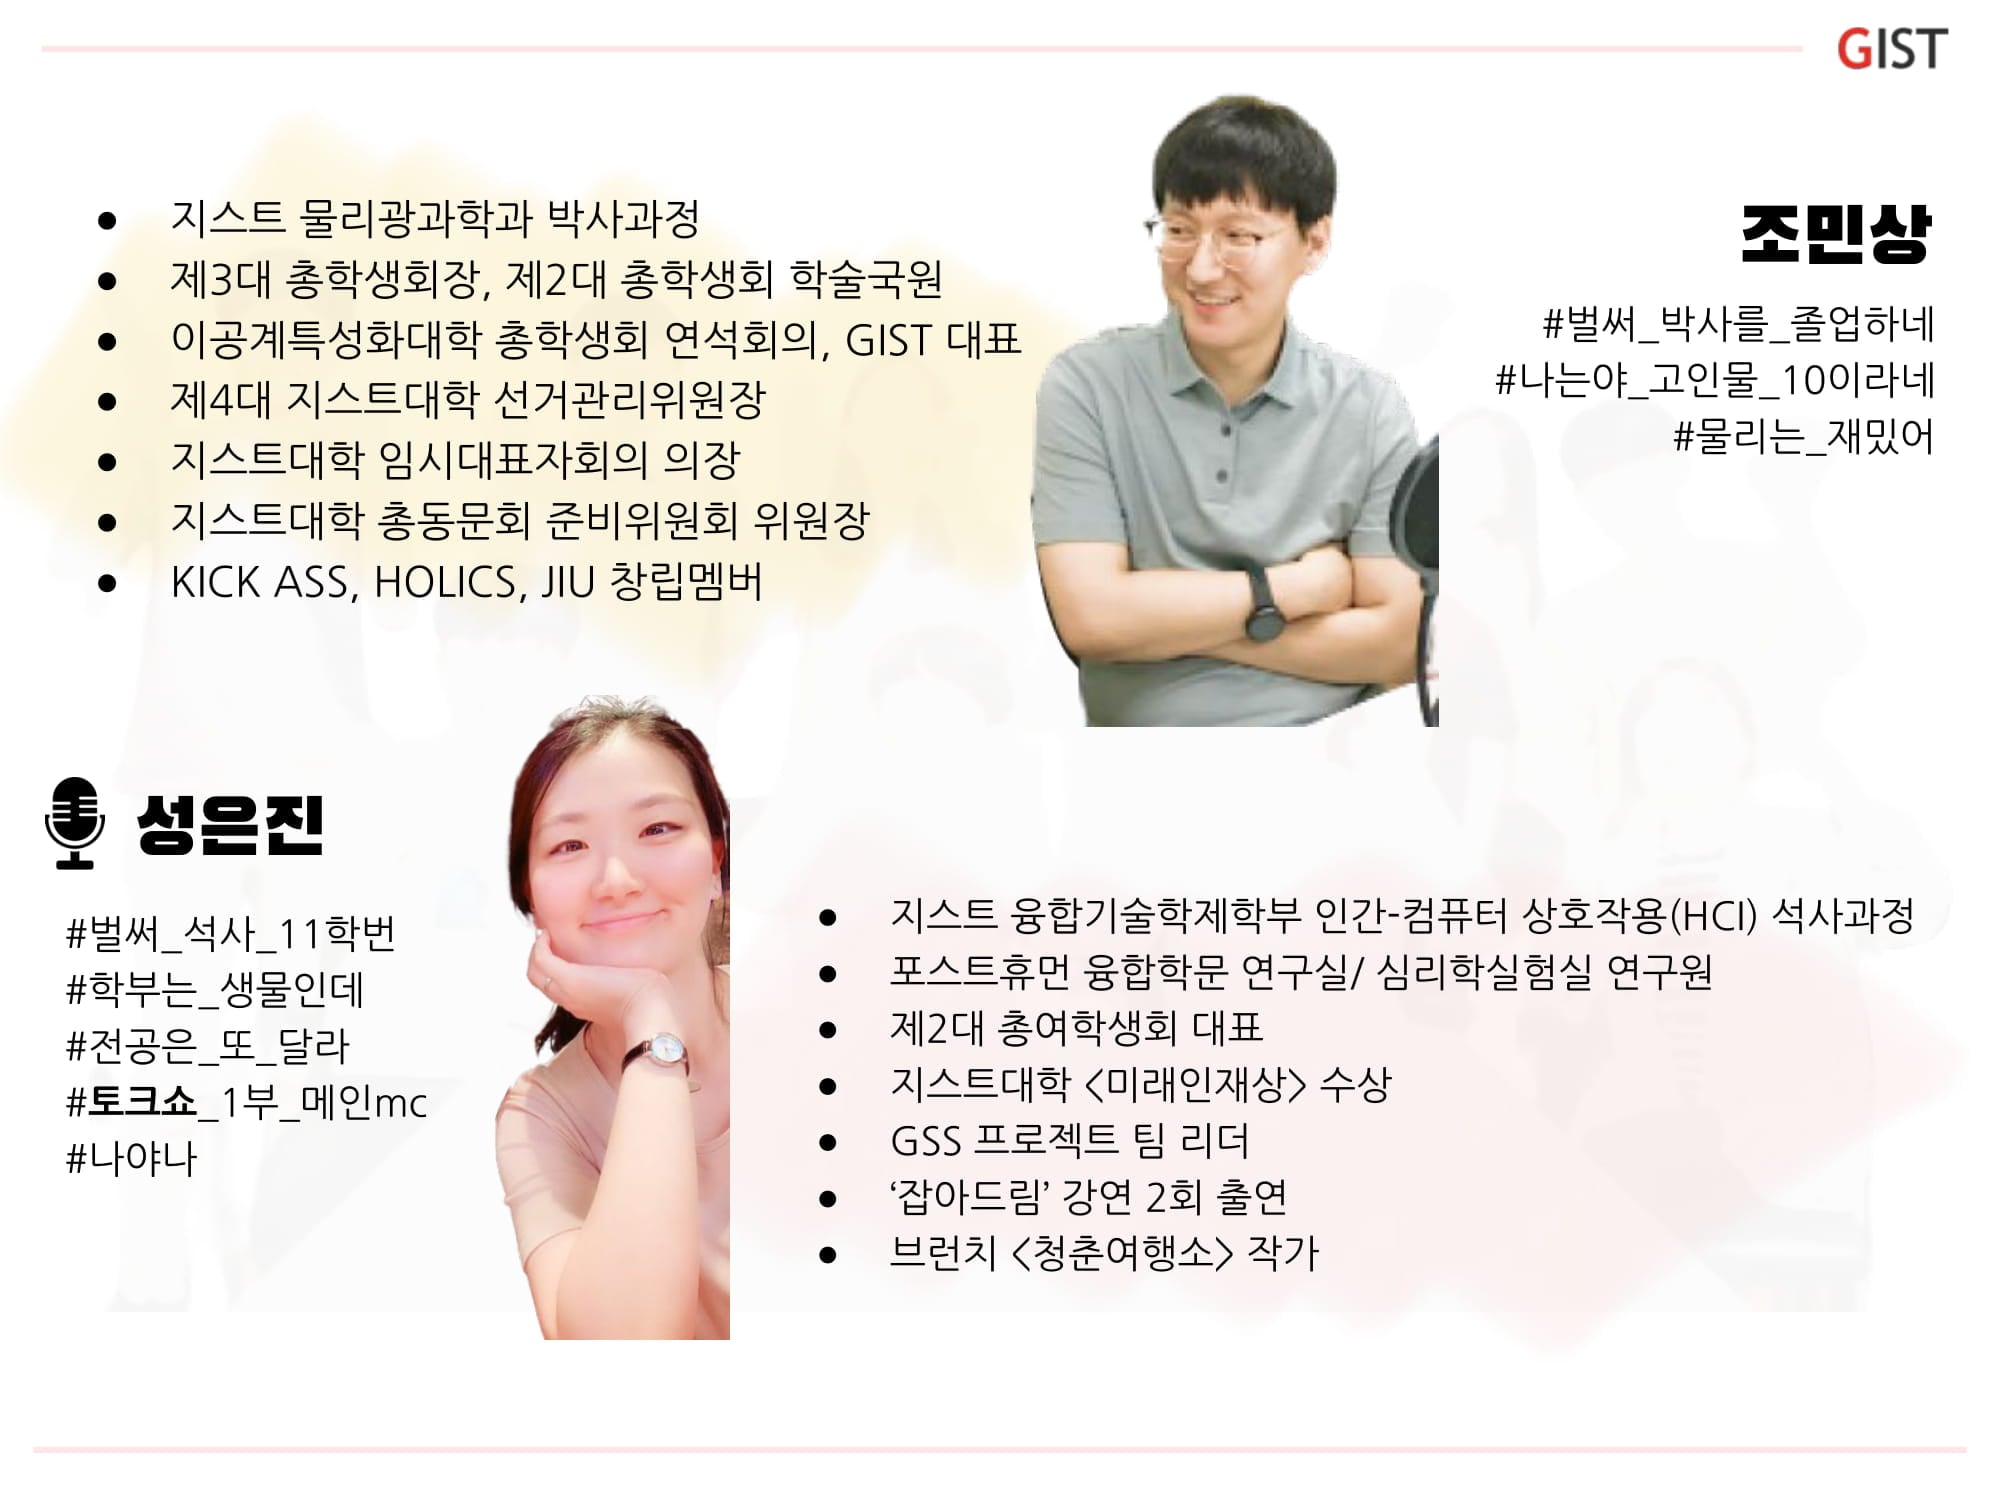 GIST
● 지스트 물리광과학과 박사과정
● 제3대 총학생회장, 제2대 총학생회 학술국원
● 이공계특성화대학 총학생회 연석회의, GIST 대표
● 제4대 지스트대학 선거관리위원장
● 지스트대학 임시대표자회의 의장
● 지스트대학 총동문회 준비위원회 위원장
● KICK ASS, HOLICS, JIU 창립멤버
조민상
#벌써_박사를_졸업하네
#나는야_고인물_10이라네
#물리는_재밌어
성은진
#벌써_석사_11학번
#학부는_생물인데
#전공은_또_달라
#토크쇼_1부_메인mc
#나야나
● 지스트 융합기술학제학부 인간-컴퓨터 상호작용(HCI) 석사과정
● 포스트휴먼 융합학문 연구실/ 심리학실험실 연구원
● 제2대 총여학생회 대표
● 지스트대학 <미래인재상> 수상
● GSS 프로젝트 팀 리더
● ‘잡아드림’ 강연 2회 출연
● 브런치 <청춘여행소> 작가